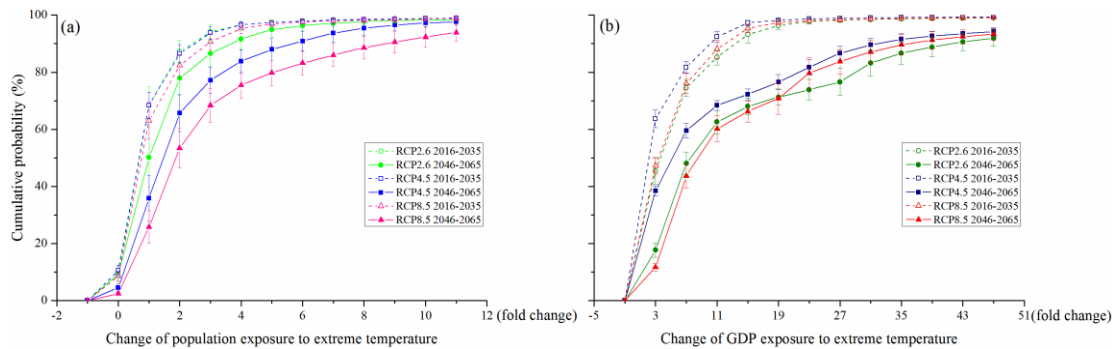 (a)
100
80
60
40
20
0
Cumulative probability (%)
RCP2.6 2016-2035
RCP2.6 2046-2065
RCP4.5 2016-2035
RCP4.5 2046-2065
RCP8.5 2016-2035
RCP8.5 2046-2065
-2 0 2 4 6 8 10 12 (fold change)
Change of population exposure to extreme temperature
(b)
100
80
60
40
20
0
RCP2.6 2016-2035
RCP2.6 2046-2065
RCP4.5 2016-2035
RCP4.5 2046-2065
RCP8.5 2016-2035
RCP8.5 2046-2065
-5 3 11 19 27 35 43 51 (fold change)
Change of GDP exposure to extreme temperature